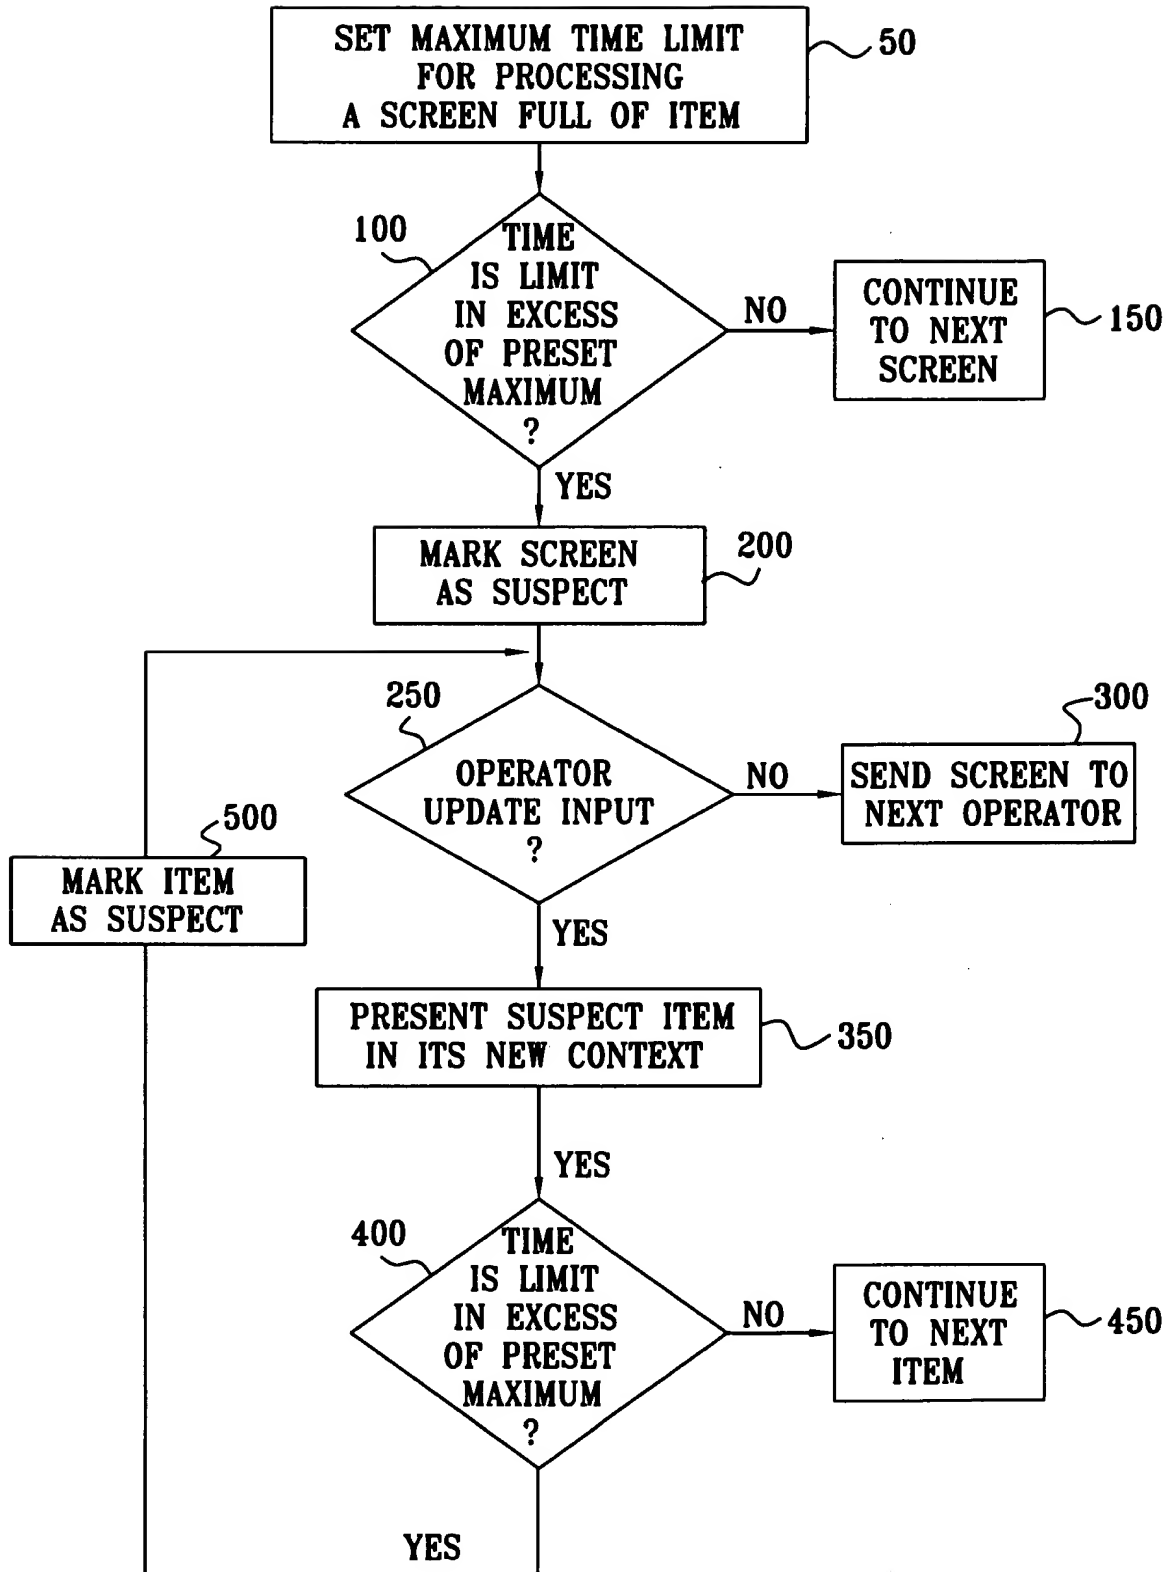 SET MAXIMUM TIME LIMIT
FOR PROCESSING
A SCREEN FULL OF ITEM
50
100
TIME
IS LIMIT
IN EXCESS
OF PRESET
MAXIMUM
?
NO
CONTINUE
TO NEXT
SCREEN
150
YES
MARK SCREEN
AS SUSPECT
200
250
OPERATOR
UPDATE INPUT
?
NO
300
SEND SCREEN TO
NEXT OPERATOR
500
MARK ITEM
AS SUSPECT
YES
PRESENT SUSPECT ITEM
IN ITS NEW CONTEXT
350
YES
400
TIME
IS LIMIT
IN EXCESS
OF PRESET
MAXIMUM
?
NO
CONTINUE
TO NEXT
ITEM
450
YES